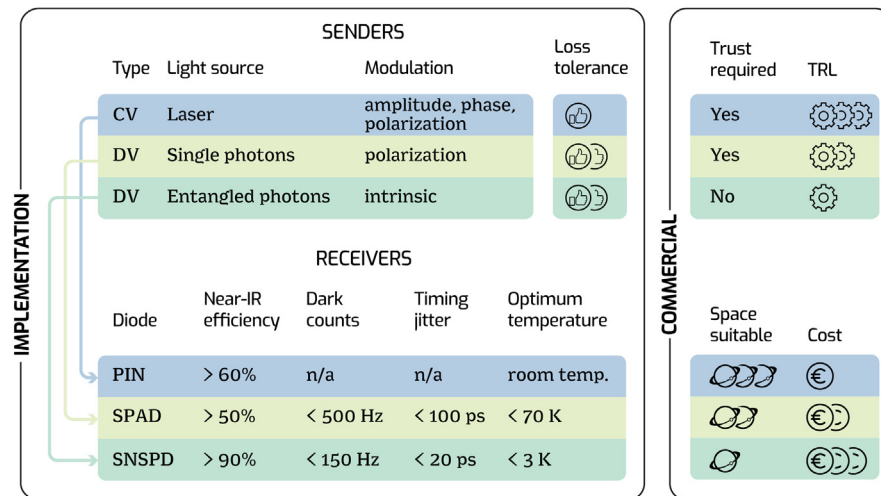 SENDERS
Type Light source Modulation Loss tolerance
CV Laser amplitude, phase, polarization
DV Single photons polarization
DV Entangled photons intrinsic
RECEIVERS
Diode Near-IR efficiency Dark counts Timing jitter Optimum temperature
PIN > 60% n/a n/a room temp.
SPAD > 50% < 500 Hz < 100 ps < 70 K
SNSPD > 90% < 150 Hz < 20 ps < 3 K
IMPLEMENTATION
Trust required TRL
Yes
Yes
No
Space suitable Cost
€
€
€
COMMERCIAL